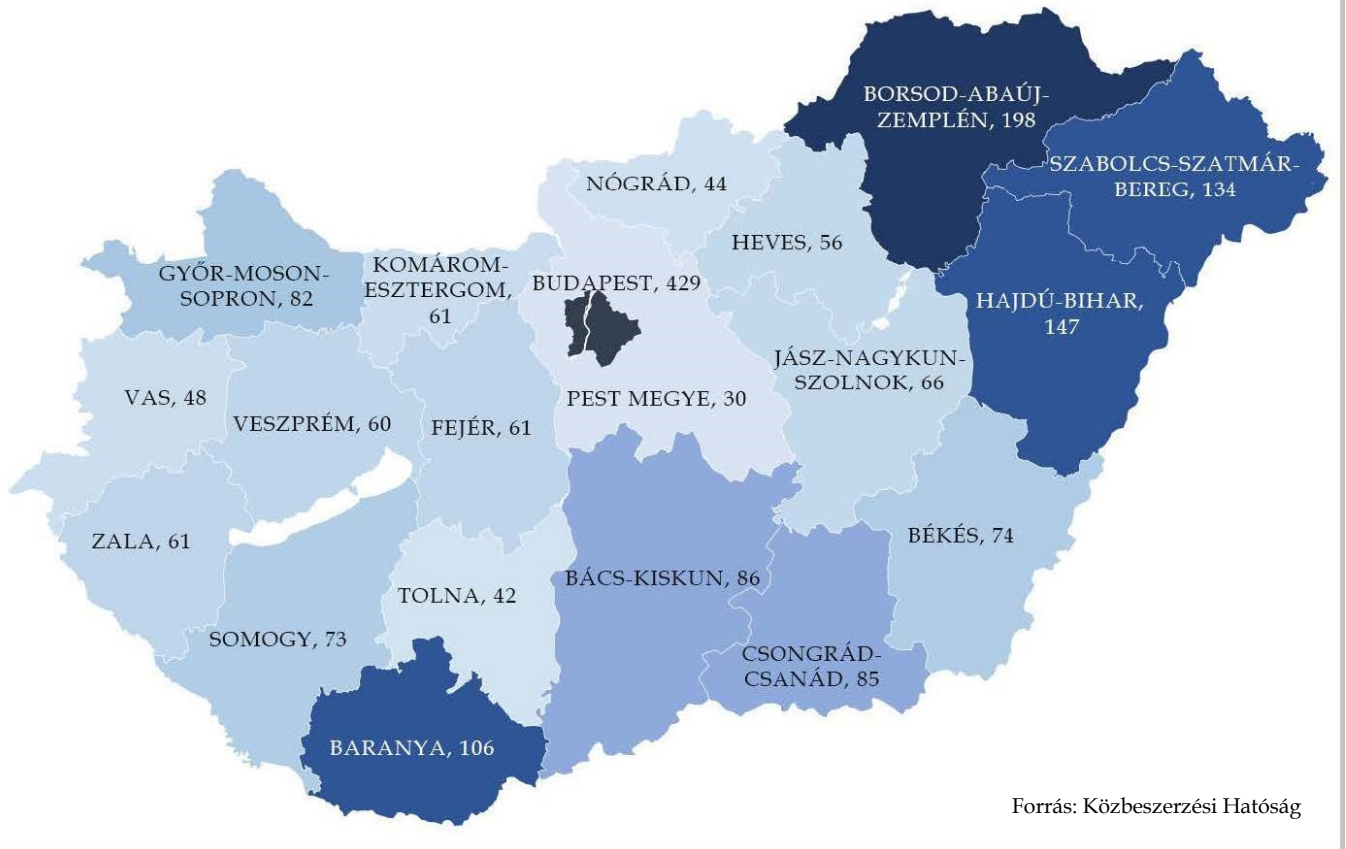 BORSOD-ABAÚJ-
ZEMPLÉN, 198
SZABOLCS-SZATMÁR-
BEREG, 134
NÓGRÁD, 44
HEVES, 56
GYŐR-MOSON-
SOPRON, 82
KOMÁROM-
ESZTERGOM,
61
BUDAPEST, 429
HAJDÚ-BIHAR,
147
JÁSZ-NAGYKUN-
SZOLNOK, 66
VAS, 48
VESZPRÉM, 60
FEJÉR, 61
PEST MEGYE, 30
ZALA, 61
BÉKÉS, 74
TOLNA, 42
BÁCS-KISKUN, 86
SOMOGY, 73
CSONGRÁD-
CSANÁD, 85
BARANYA, 106
Forrás: Közbeszerzési Hatóság